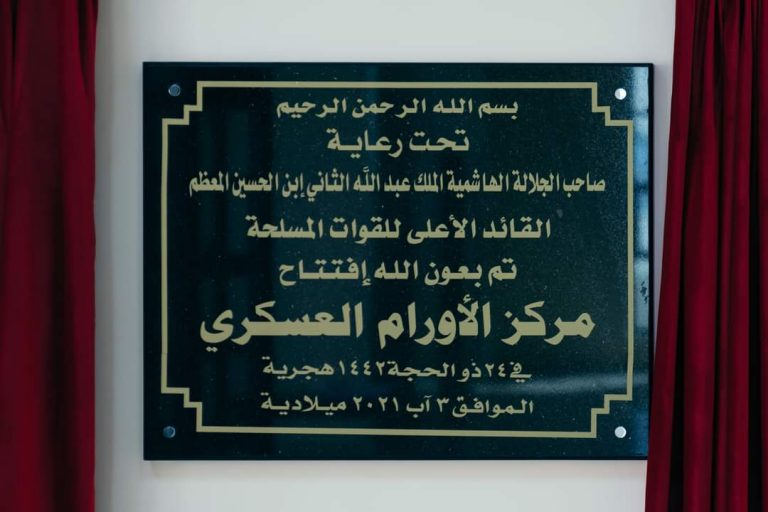 بسم الله الرحمن الرحيم
تحت رعاية
صاحب الجلالة الهاشمية الملك عبد الله الثاني إبن الحسين المعظم
القائد الأعلى للقوات المسلحة
تم بعون الله إفتتاح
مركز الأورام العسكري
في ٢٤ ذو الحجة ١٤٤٢ هجرية
الموافق ٣ آب ٢٠٢١ ميلادية